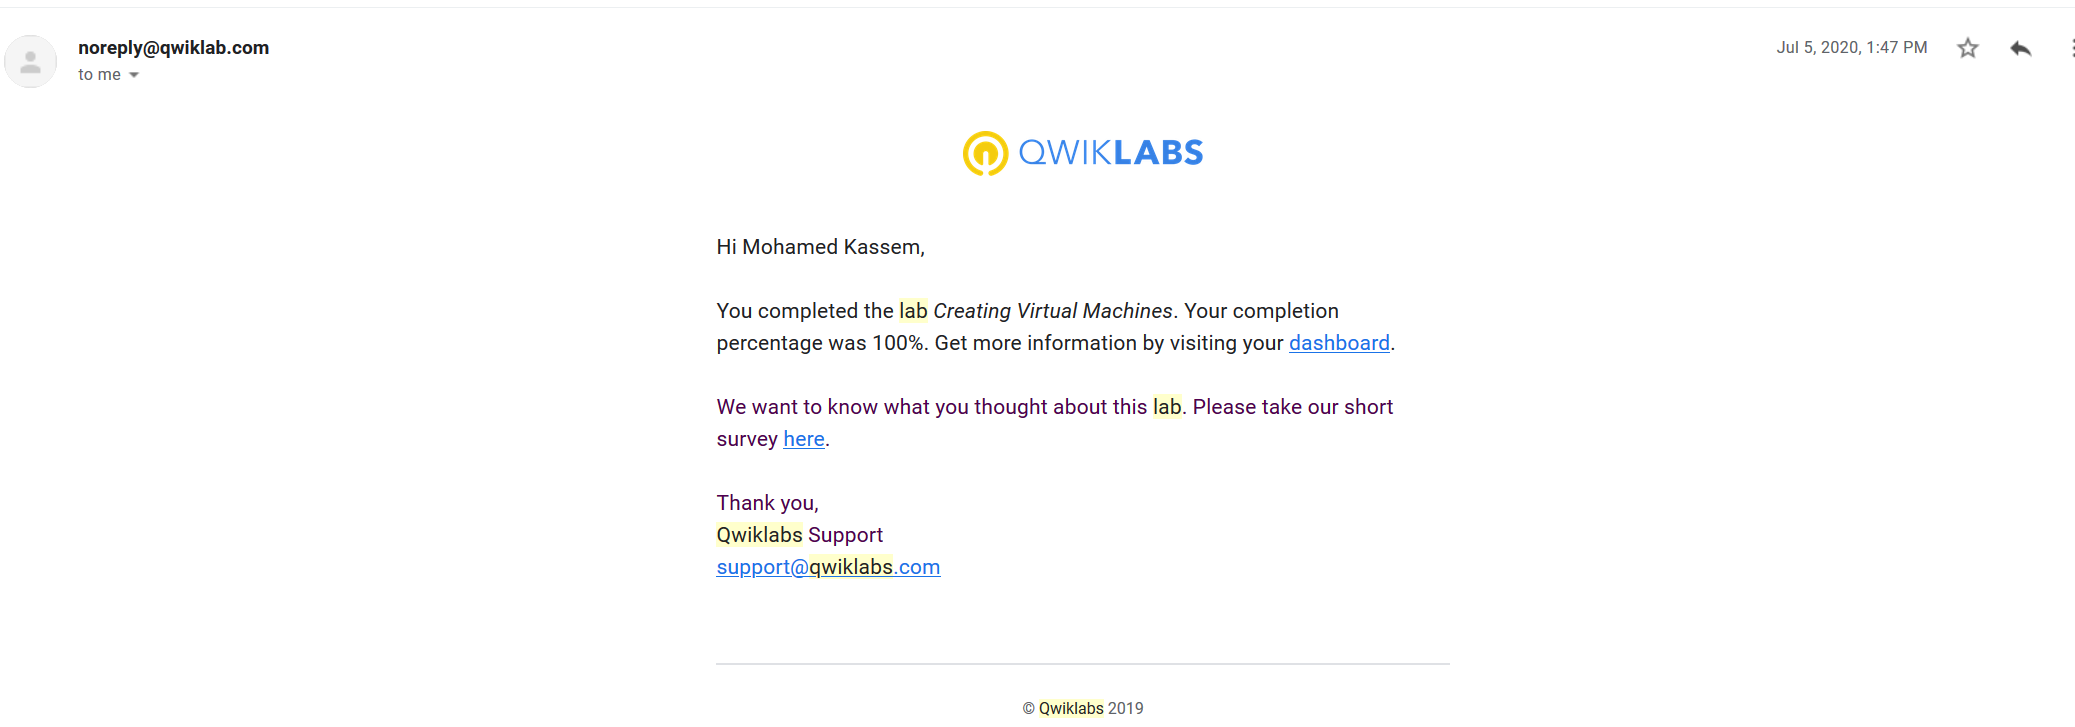 noreply@qwiklab.com
Jul 5, 2020, 1:47 PM
to me
QWIKLABS
Hi Mohamed Kassem,
You completed the lab Creating Virtual Machines. Your completion
percentage was 100%. Get more information by visiting your dashboard.
We want to know what you thought about this lab. Please take our short
survey here.
Thank you,
Qwiklabs Support
support@qwiklabs.com
© Qwiklabs 2019